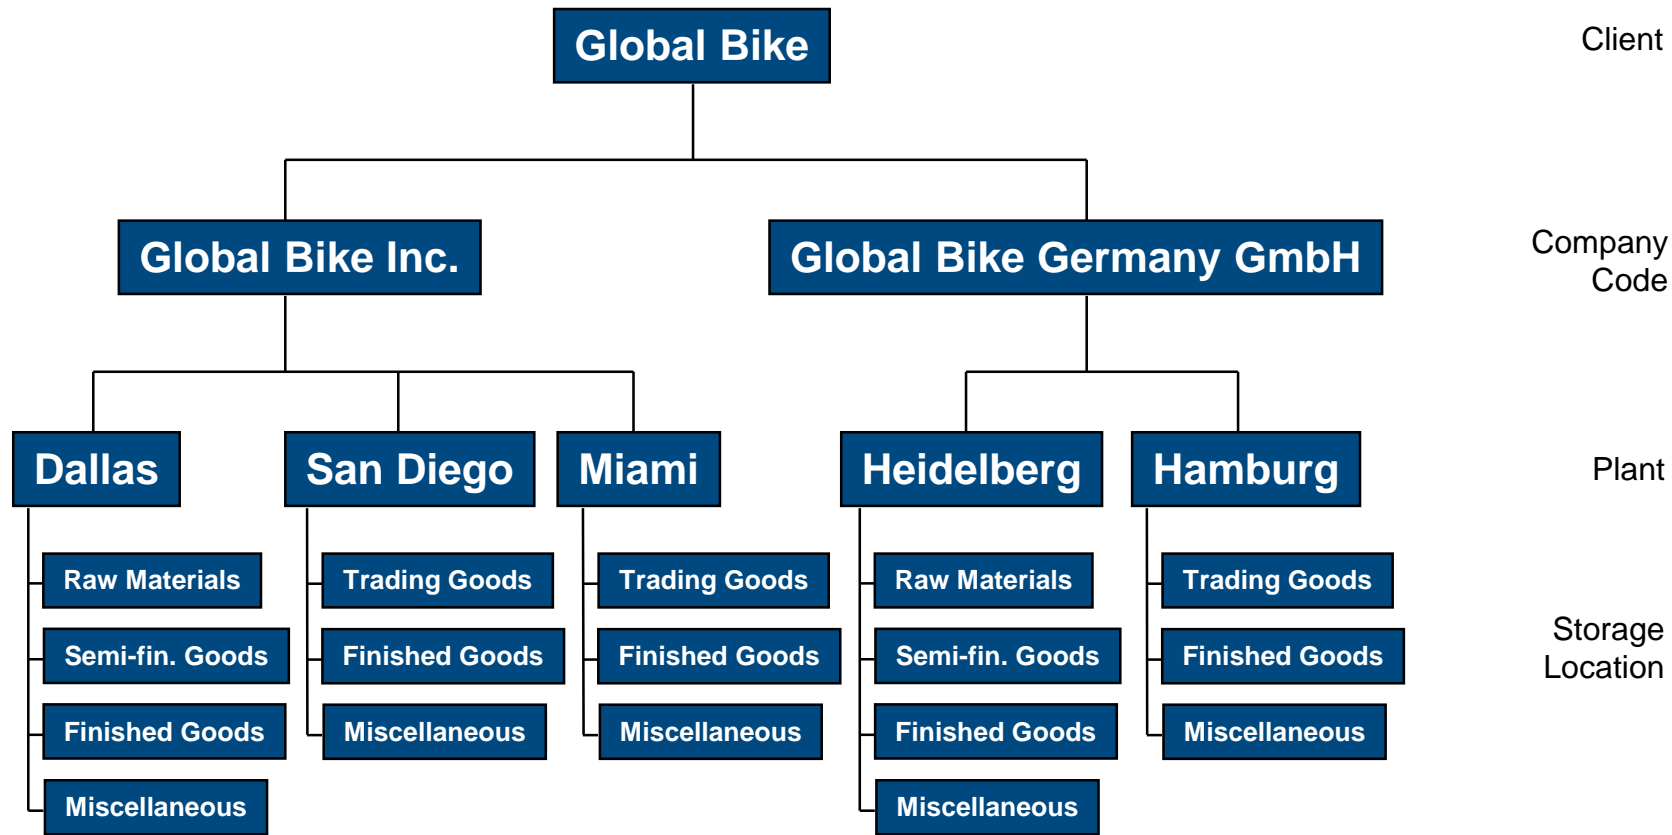 Global Bike
Client
Global Bike Inc.
Global Bike Germany GmbH
Company
Code
Dallas
San Diego
Miami
Heidelberg
Hamburg
Plant
Raw Materials
Trading Goods
Trading Goods
Raw Materials
Trading Goods
Semi-fin. Goods
Finished Goods
Finished Goods
Semi-fin. Goods
Finished Goods
Storage
Location
Finished Goods
Miscellaneous
Miscellaneous
Finished Goods
Miscellaneous
Miscellaneous
Miscellaneous